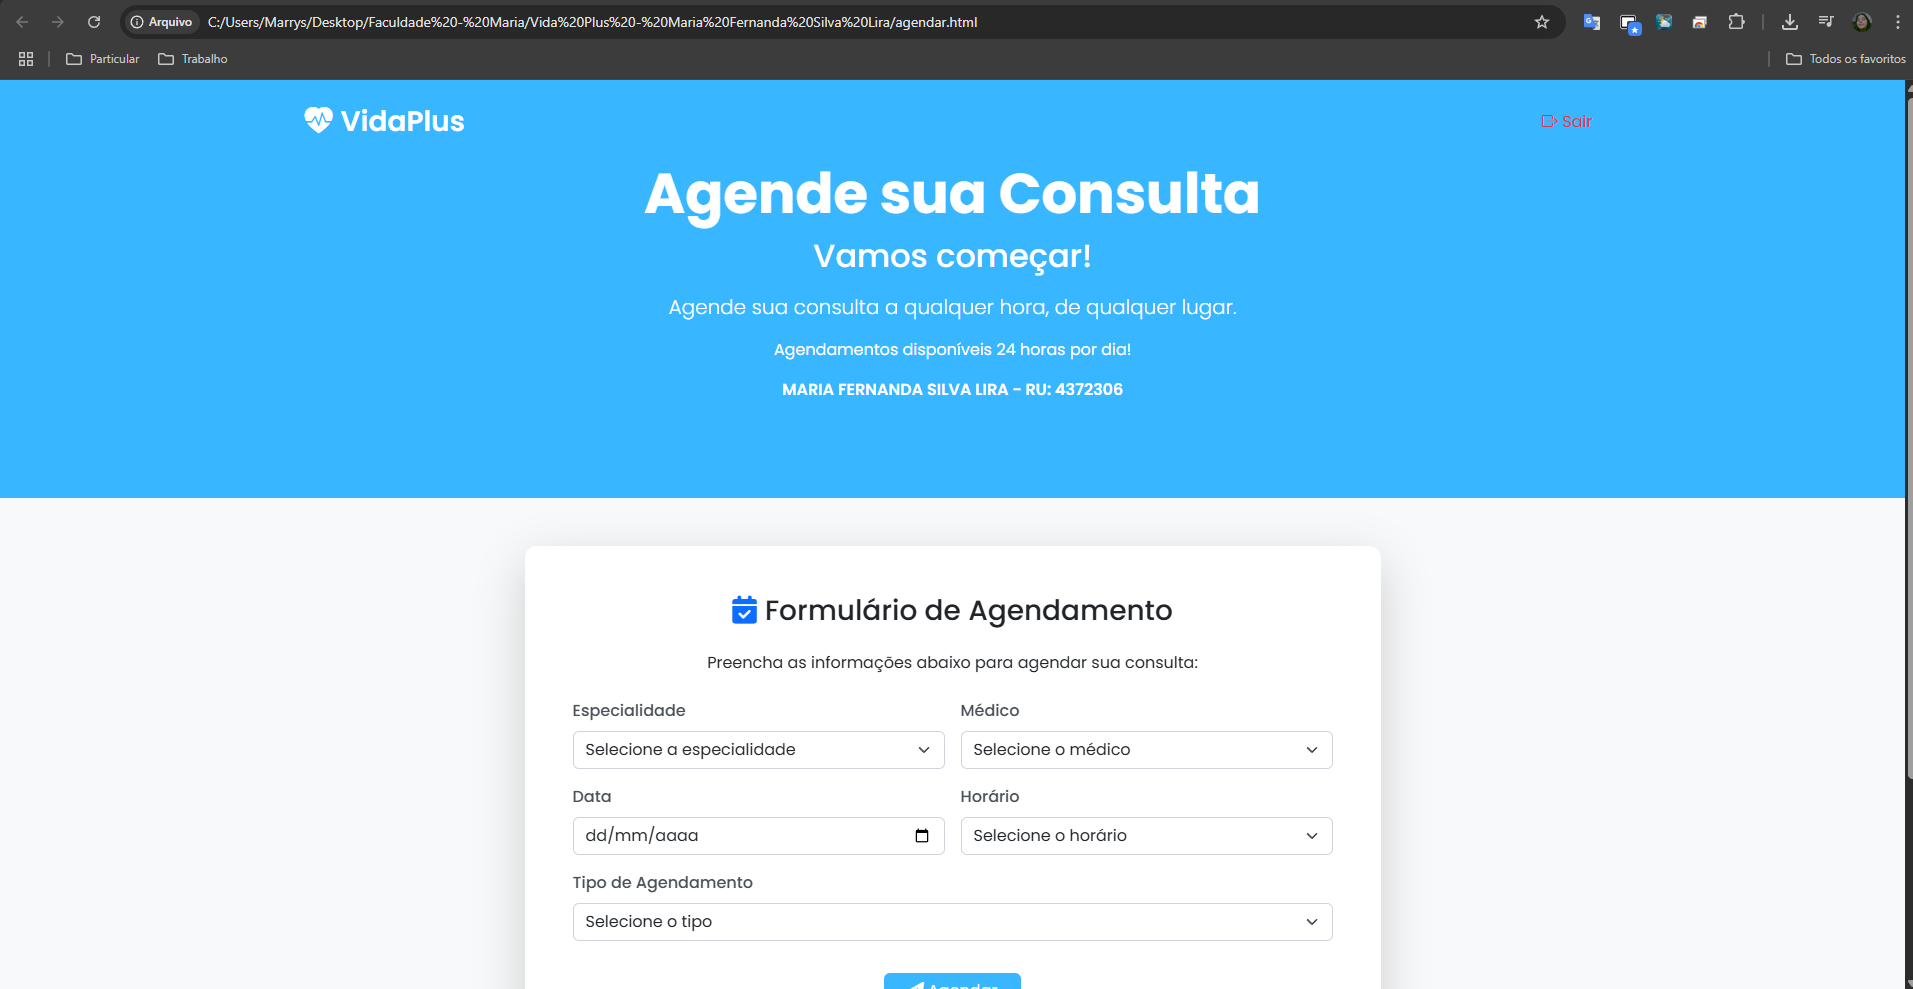 Arquivo C:/Users/Marrys/Desktop/Faculdade%20-%20Maria/Vida%20Plus%20-%20Maria%20Fernanda%20Silva%20Lira/agendar.html
Particular Trabalho Todos os favoritos
VidaPlus Sair
Agende sua Consulta
Vamos começar!
Agende sua consulta a qualquer hora, de qualquer lugar.
Agendamentos disponíveis 24 horas por dia!
MARIA FERNANDA SILVA LIRA - RU: 4372306
Formulário de Agendamento
Preencha as informações abaixo para agendar sua consulta:
Especialidade Médico
Selecione a especialidade Selecione o médico
Data Horário
dd/mm/aaaa Selecione o horário
Tipo de Agendamento
Selecione o tipo
Agendar